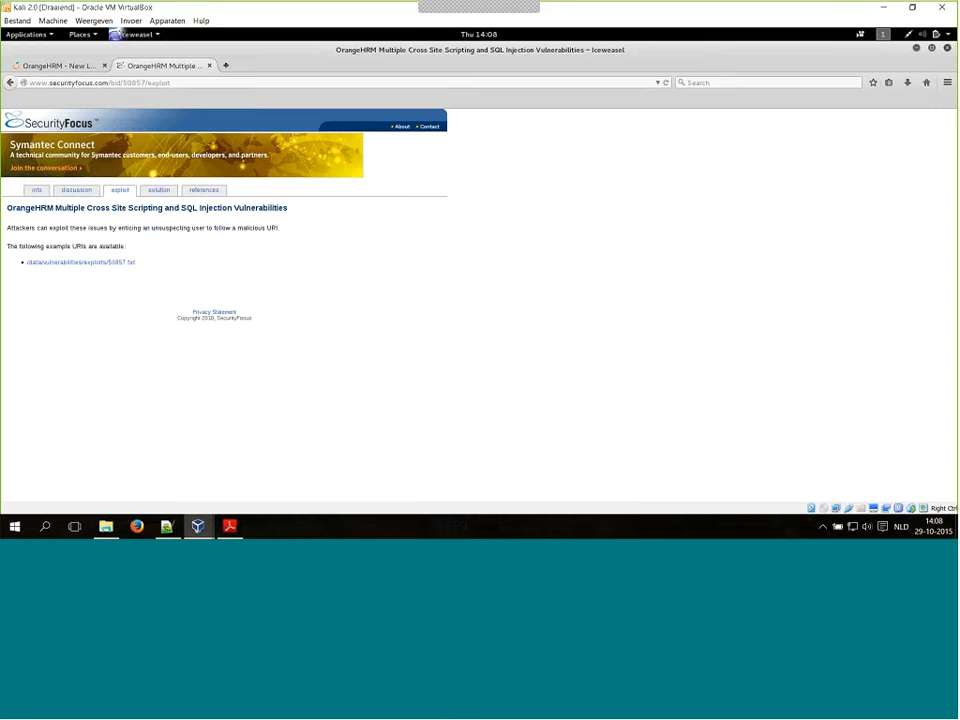 Kali 2.0 [Draaiend] - Oracle VM VirtualBox
Bestand Machine Weergeven Invoer Apparaten Hulp
Applications Places Iceweasel Thu 14:08 1
OrangeHRM Multiple Cross Site Scripting and SQL Injection Vulnerabilities - Iceweasel
OrangeHRM - New L... × OrangeHRM Multiple ... ×
www.securityfocus.com/bid/50857/exploit Search
SecurityFocus™
About Contact
Symantec Connect
A technical community for Symantec customers, end-users, developers, and partners.
Join the conversation
info discussion exploit solution references
OrangeHRM Multiple Cross Site Scripting and SQL Injection Vulnerabilities
Attackers can exploit these issues by enticing an unsuspecting user to follow a malicious URI.
The following example URIs are available:
• /data/vulnerabilities/exploits/50857.txt
Privacy Statement
Copyright 2010, SecurityFocus
Right Ctrl
NLD 14:08
29-10-2015